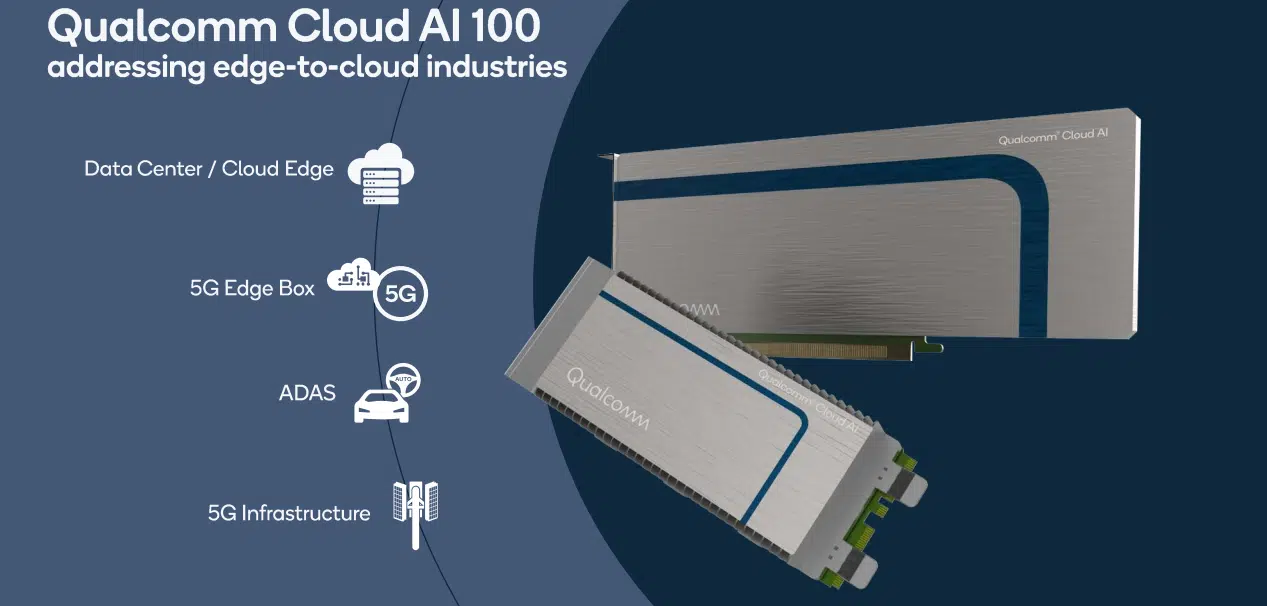 Qualcomm Cloud AI 100
addressing edge-to-cloud industries
Data Center / Cloud Edge
5G Edge Box
5G
ADAS
AUTO
5G Infrastructure
Qualcomm® Cloud AI
Qualcomm
Qualcomm® Cloud AI